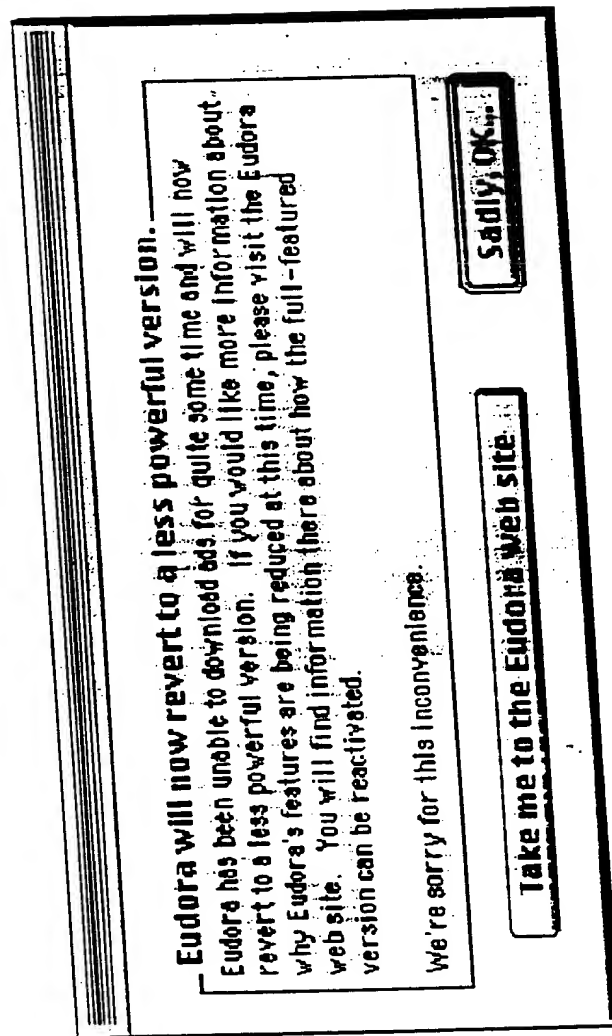 Eudora will now revert to a less powerful version.
Eudora has been unable to download ads for quite some time and will now
revert to a less powerful version. If you would like more information about
why Eudora's features are being reduced at this time, please visit the Eudora
web site. You will find information there about how the full-featured
version can be reactivated.
We're sorry for this inconvenience.
Take me to the Eudora web site
Sadly, OK...